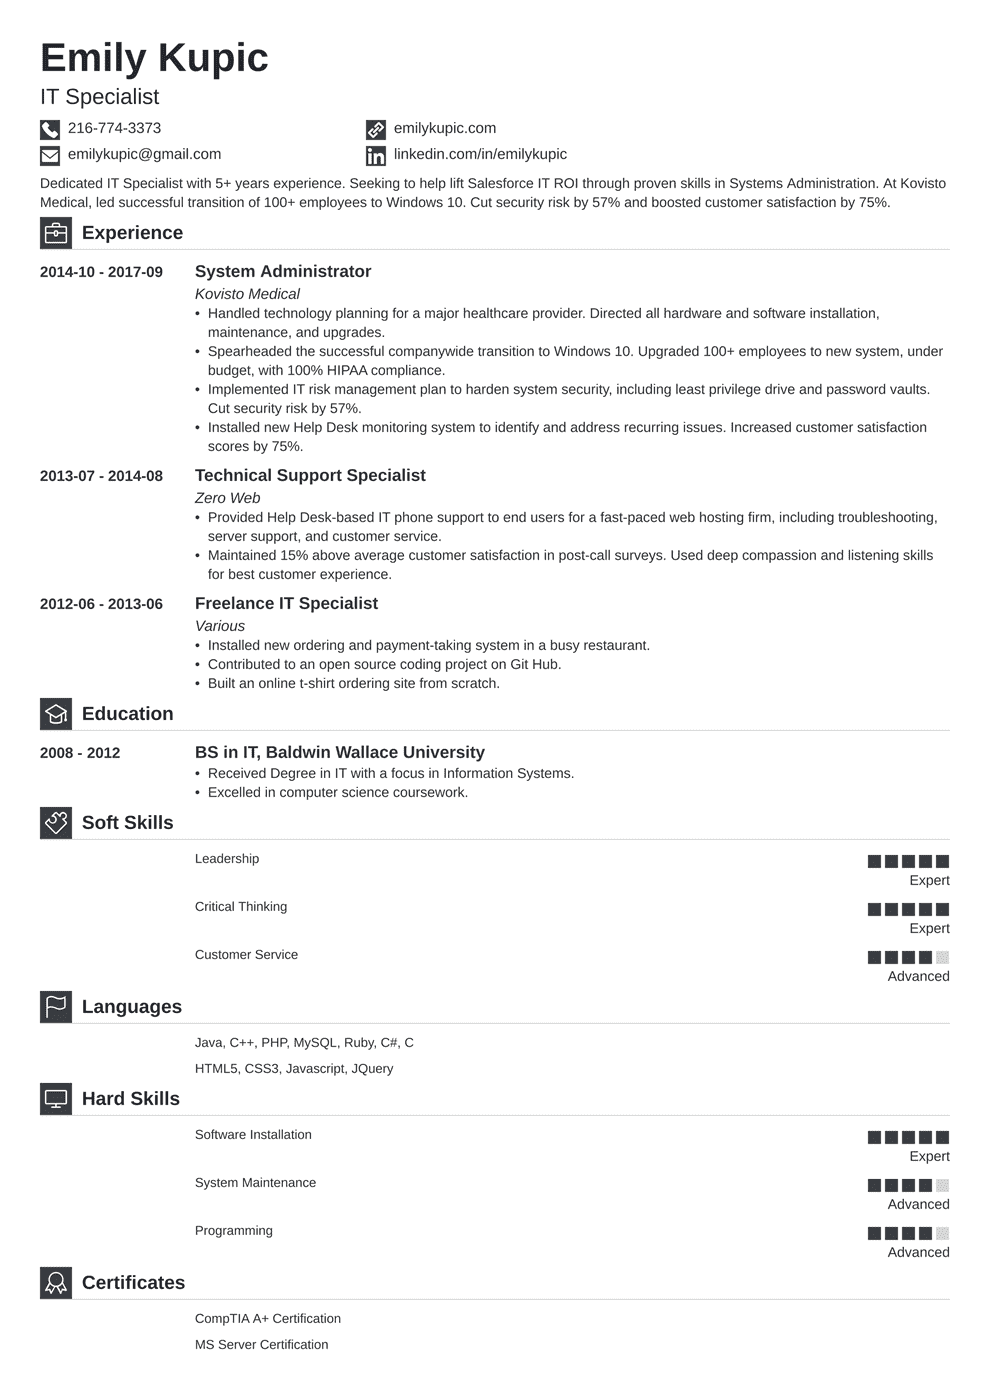 Emily Kupic
IT Specialist
216-774-3373
emilykupic.com
emilykupic@gmail.com
linkedin.com/in/emilykupic
Dedicated IT Specialist with 5+ years experience. Seeking to help lift Salesforce IT ROI through proven skills in Systems Administration. At Kovisto
Medical, led successful transition of 100+ employees to Windows 10. Cut security risk by 57% and boosted customer satisfaction by 75%.
Experience
2014-10 - 2017-09 System Administrator
Kovisto Medical
• Handled technology planning for a major healthcare provider. Directed all hardware and software installation,
maintenance, and upgrades.
• Spearheaded the successful companywide transition to Windows 10. Upgraded 100+ employees to new system, under
budget, with 100% HIPAA compliance.
• Implemented IT risk management plan to harden system security, including least privilege drive and password vaults.
Cut security risk by 57%.
• Installed new Help Desk monitoring system to identify and address recurring issues. Increased customer satisfaction
scores by 75%.
2013-07 - 2014-08 Technical Support Specialist
Zero Web
• Provided Help Desk-based IT phone support to end users for a fast-paced web hosting firm, including troubleshooting,
server support, and customer service.
• Maintained 15% above average customer satisfaction in post-call surveys. Used deep compassion and listening skills
for best customer experience.
2012-06 - 2013-06 Freelance IT Specialist
Various
• Installed new ordering and payment-taking system in a busy restaurant.
• Contributed to an open source coding project on Git Hub.
• Built an online t-shirt ordering site from scratch.
Education
2008 - 2012 BS in IT, Baldwin Wallace University
• Received Degree in IT with a focus in Information Systems.
• Excelled in computer science coursework.
Soft Skills
Leadership
Expert
Critical Thinking
Expert
Customer Service
Advanced
Languages
Java, C++, PHP, MySQL, Ruby, C#, C
HTML5, CSS3, Javascript, JQuery
Hard Skills
Software Installation
Expert
System Maintenance
Advanced
Programming
Advanced
Certificates
CompTIA A+ Certification
MS Server Certification